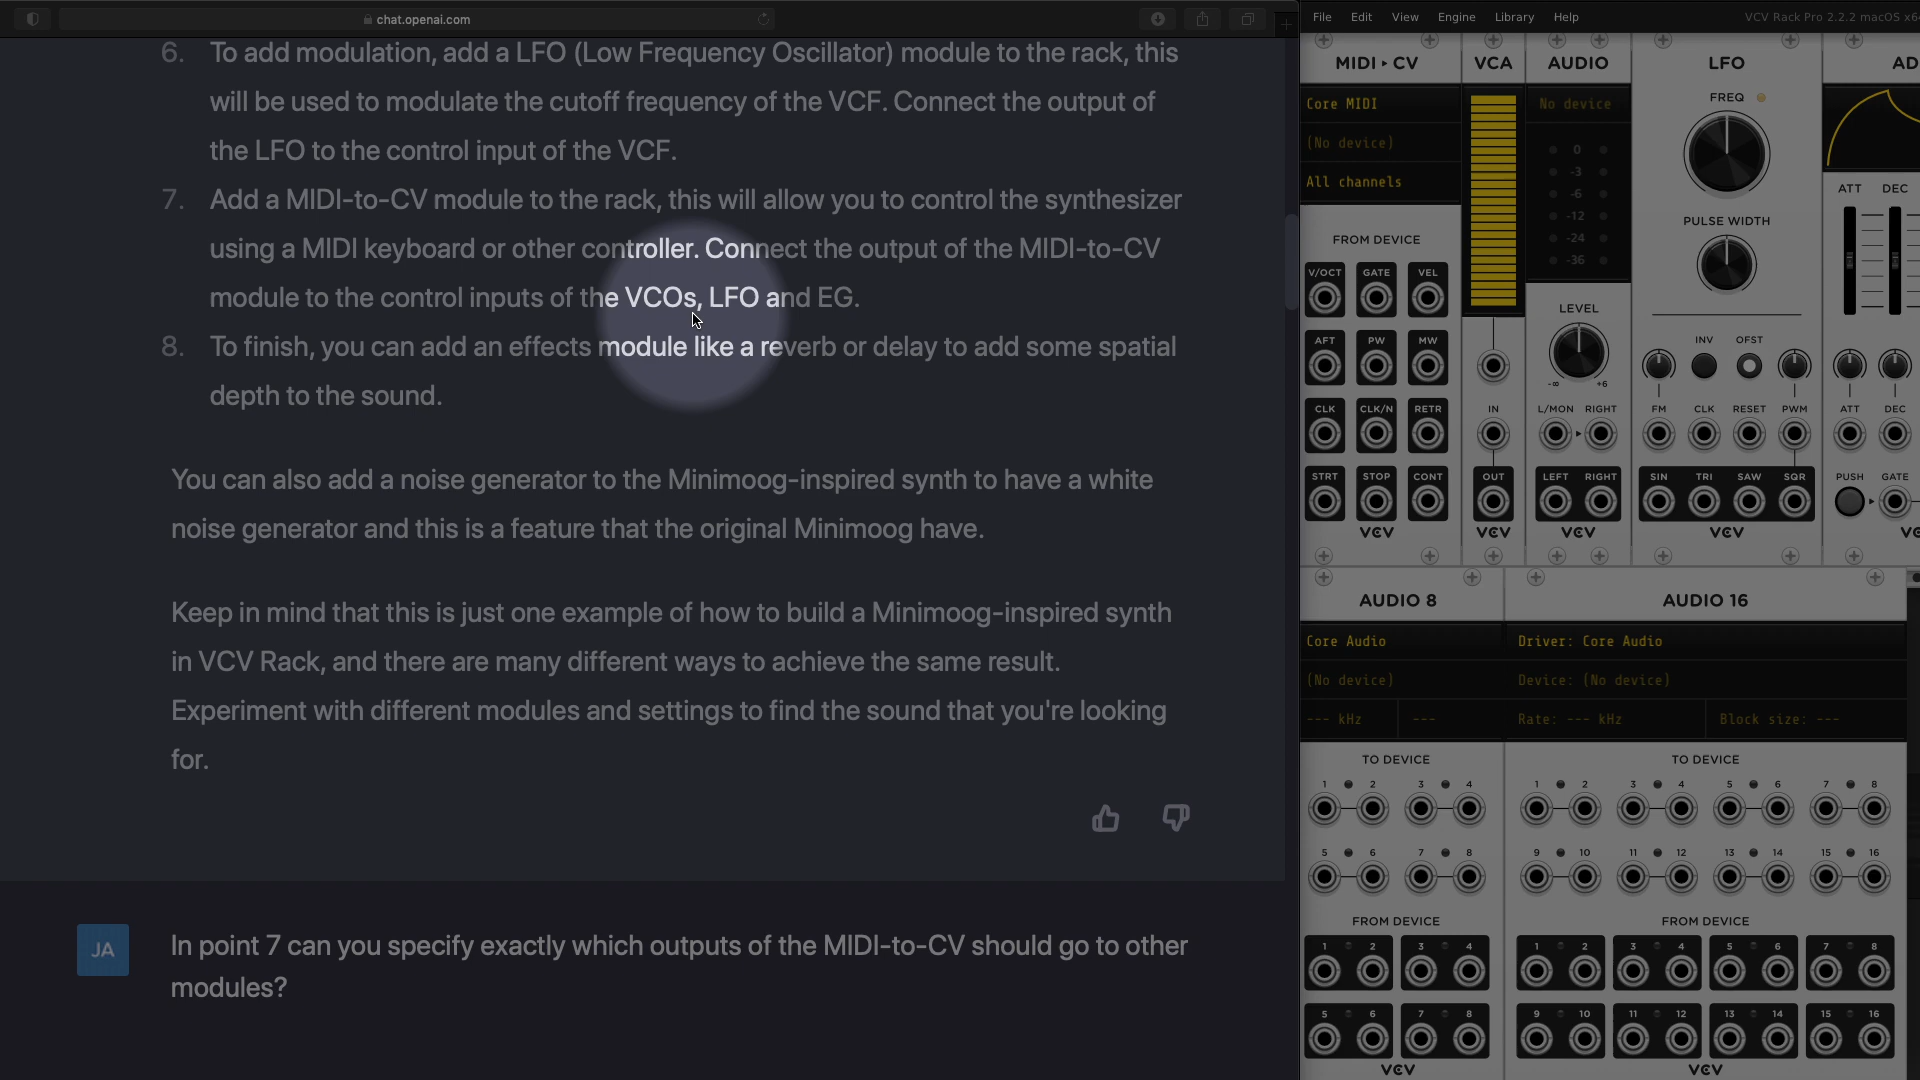 chat.openai.com
6. To add modulation, add a LFO (Low Frequency Oscillator) module to the rack, this
will be used to modulate the cutoff frequency of the VCF. Connect the output of
the LFO to the control input of the VCF.
7. Add a MIDI-to-CV module to the rack, this will allow you to control the synthesizer
using a MIDI keyboard or other controller. Connect the output of the MIDI-to-CV
module to the control inputs of the VCOs, LFO and EG.
8. To finish, you can add an effects module like a reverb or delay to add some spatial
depth to the sound.
You can also add a noise generator to the Minimoog-inspired synth to have a white
noise generator and this is a feature that the original Minimoog have.
Keep in mind that this is just one example of how to build a Minimoog-inspired synth
in VCV Rack, and there are many different ways to achieve the same result.
Experiment with different modules and settings to find the sound that you're looking
for.
JA
In point 7 can you specify exactly which outputs of the MIDI-to-CV should go to other
modules?
File Edit View Engine Library Help VCV Rack Pro 2.2.2 macOS x6
MIDI ▸ CV
Core MIDI
(No device)
All channels
FROM DEVICE
V/OCT GATE VEL
AFT PW MW
CLK CLK/N RETR
STRT STOP CONT
VCV
VCA
IN
OUT
VCV
AUDIO
No device
0
-3
-6
-12
-24
-36
LEVEL
-∞ +6
L/MON RIGHT
LEFT RIGHT
VCV
LFO
FREQ
PULSE WIDTH
INV OFST
FM CLK RESET PWM
SIN TRI SAW SQR
VCV
AD
ATT DEC
ATT DEC
PUSH GATE
VC
AUDIO 8
Core Audio
(No device)
--- kHz ---
TO DEVICE
1 2 3 4
5 6 7 8
FROM DEVICE
1 2 3 4
5 6 7 8
VCV
AUDIO 16
Driver: Core Audio
Device: (No device)
Rate: --- kHz Block size: ---
TO DEVICE
1 2 3 4 5 6 7 8
9 10 11 12 13 14 15 16
FROM DEVICE
1 2 3 4 5 6 7 8
9 10 11 12 13 14 15 16
VCV